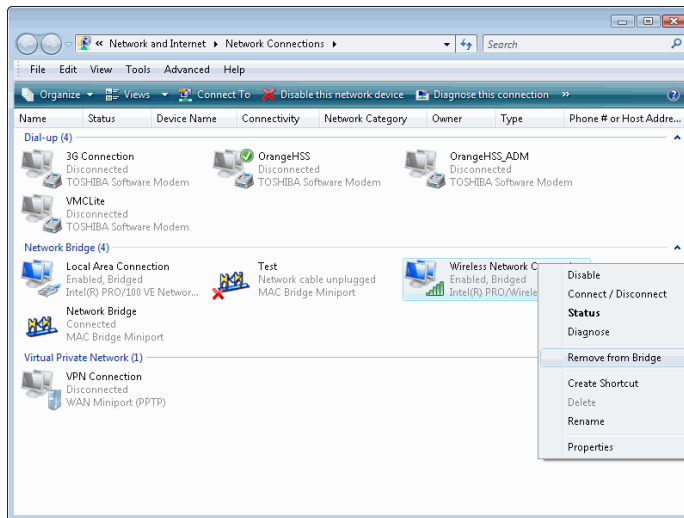 « Network and Internet ▸ Network Connections ▸ Search
File Edit View Tools Advanced Help
Organize Views Connect To Disable this network device Diagnose this connection »
Name Status Device Name Connectivity Network Category Owner Type Phone # or Host Addre...
Dial-up (4)
3G Connection OrangeHSS OrangeHSS_ADM
Disconnected Disconnected Disconnected
TOSHIBA Software Modem TOSHIBA Software Modem TOSHIBA Software Modem
VMCLite
Disconnected
TOSHIBA Software Modem
Network Bridge (4)
Local Area Connection Test Wireless Network
Enabled, Bridged Network cable unplugged Enabled, Bridged
Intel(R) PRO/100 VE Networ... MAC Bridge Miniport Intel(R) PRO/Wirele
Network Bridge
Connected
MAC Bridge Miniport
Virtual Private Network (1)
VPN Connection
Disconnected
WAN Miniport (PPTP)
Disable
Connect / Disconnect
Status
Diagnose
Remove from Bridge
Create Shortcut
Delete
Rename
Properties